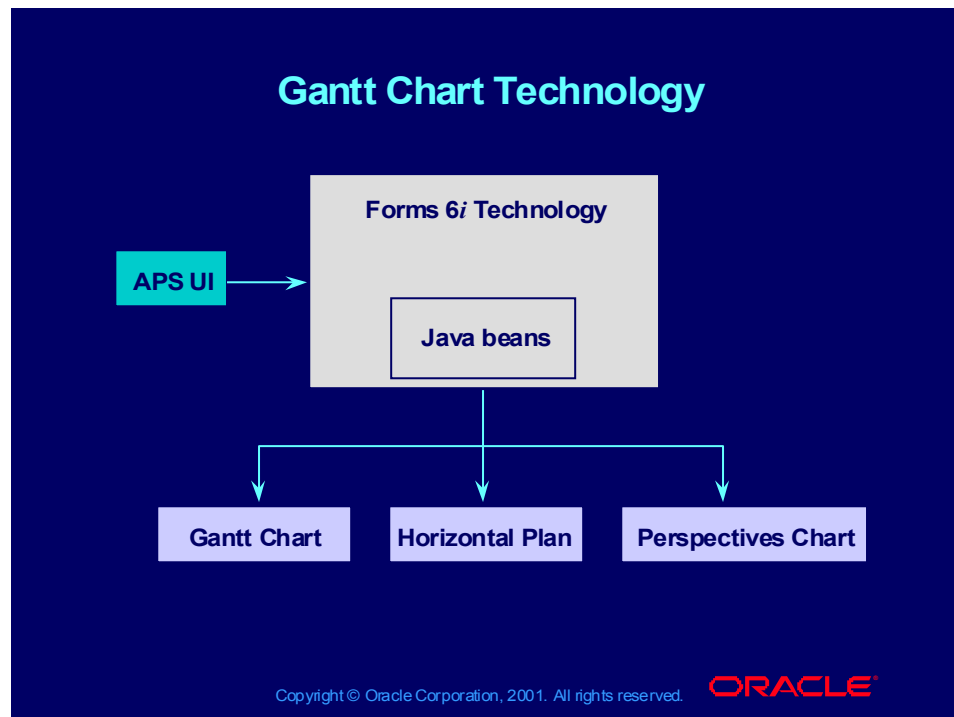 Gantt Chart Technology
Forms 6i Technology
APS UI
Java beans
Gantt Chart
Horizontal Plan
Perspectives Chart
Copyright © Oracle Corporation, 2001. All rights reserved.
ORACLE®